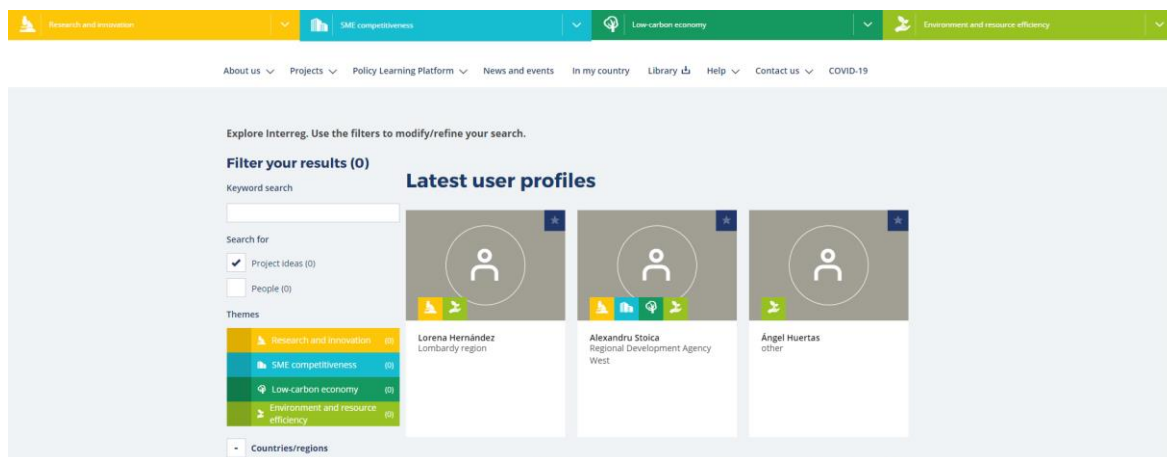 Research and innovation
SME competitiveness
Low-carbon economy
Environment and resource efficiency
About us
Projects
Policy Learning Platform
News and events
In my country
Library
Help
Contact us
COVID-19
Explore Interreg. Use the filters to modify/refine your search.
Filter your results (0)
Keyword search
Search for
Project ideas (0)
People (0)
Themes
Research and innovation (0)
SME competitiveness (0)
Low-carbon economy (0)
Environment and resource
efficiency (0)
- Countries/regions
Latest user profiles
Lorena Hernández
Lombardy region
Alexandru Stoica
Regional Development Agency
West
Ángel Huertas
other